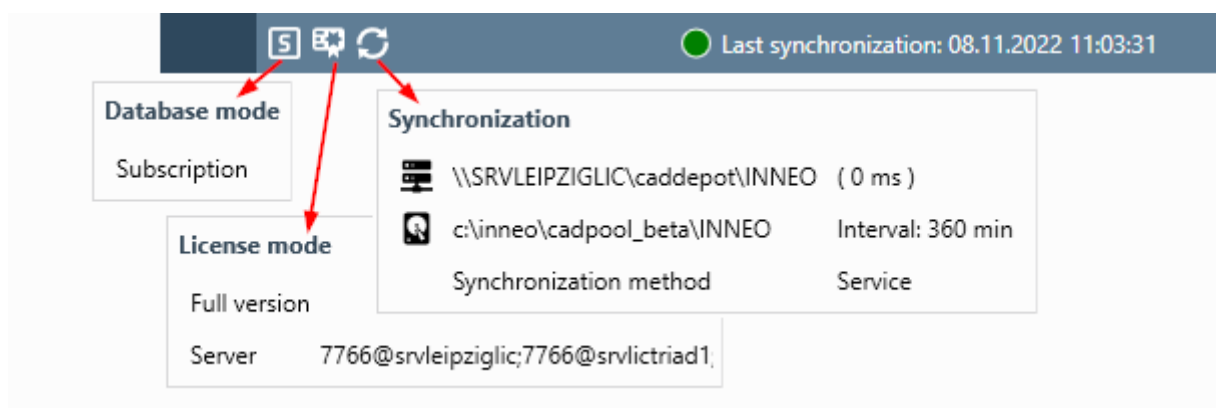 S
Last synchronization: 08.11.2022 11:03:31
Database mode
Subscription
Synchronization
\\SRVLEIPZIGLIC\caddepot\INNEO ( 0 ms )
c:\inneo\cadpool_beta\INNEO Interval: 360 min
Synchronization method Service
License mode
Full version
Server 7766@srvleipziglic;7766@srvlictriad1;